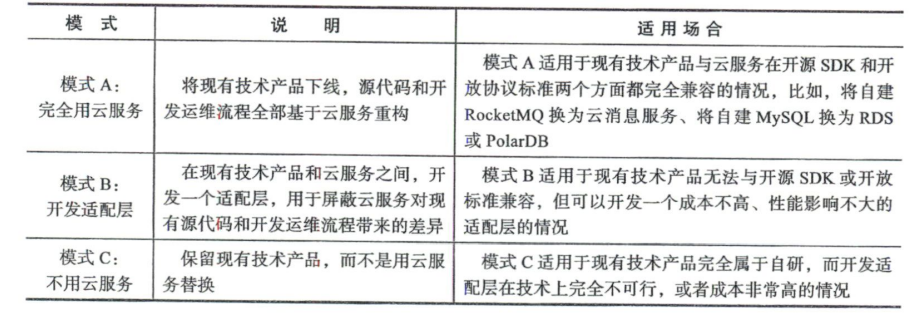 模 式
说 明
适用场合
模式 A：
完全用云服务
将现有技术产品下线，源代码和开
发运维流程全部基于云服务重构
模式 A 适用于现有技术产品与云服务在开源 SDK 和开
放协议标准两个方面都完全兼容的情况，比如，将自建
RocketMQ 换为云消息服务、将自建 MySQL 换为 RDS
或 PolarDB
模式 B：
开发适配层
在现有技术产品和云服务之间，开
发一个适配层，用于屏蔽云服务对现
有源代码和开发运维流程带来的差异
模式 B 适用于现有技术产品无法与开源 SDK 或开放
标准兼容，但可以开发一个成本不高、性能影响不大的
适配层的情况
模式 C：
不用云服务
保留现有技术产品，而不是用云服
务替换
模式 C 适用于现有技术产品完全属于自研，而开发适
配层在技术上完全不可行，或者成本非常高的情况